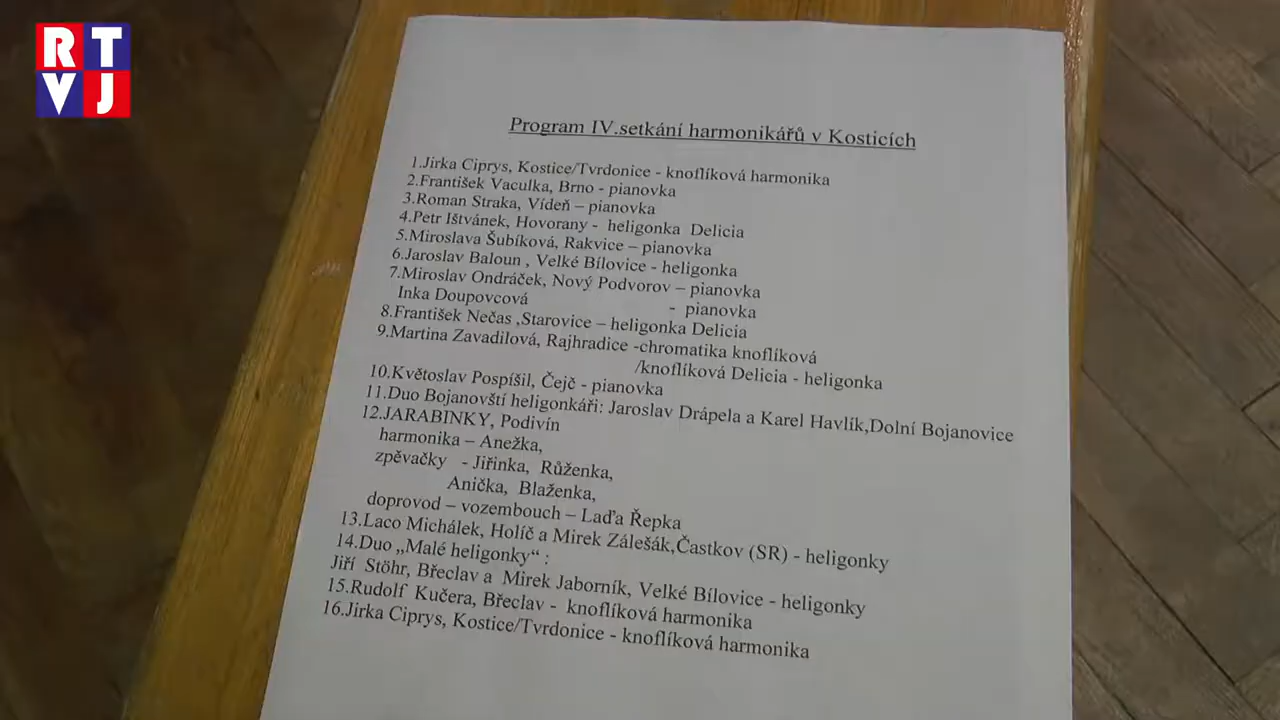 RT
VJ
Program IV.setkání harmonikářů v Kosticích
1.Jirka Ciprys, Kostice/Tvrdonice - knoflíková harmonika
2.František Vaculka, Brno - pianovka
3.Roman Straka, Vídeň – pianovka
4.Petr Ištvánek, Hovorany - heligonka Delicia
5.Miroslava Šubíková, Rakvice – pianovka
6.Jaroslav Baloun , Velké Bílovice - heligonka
7.Miroslav Ondráček, Nový Podvorov – pianovka
Inka Doupovcová - pianovka
8.František Nečas ,Starovice – heligonka Delicia
9.Martina Zavadilová, Rajhradice -chromatika knoflíková
/knoflíková Delicia - heligonka
10.Květoslav Pospíšil, Čejč - pianovka
11.Duo Bojanovští heligonkáři: Jaroslav Drápela a Karel Havlík,Dolní Bojanovice
12.JARABINKY, Podivín
harmonika – Anežka,
zpěvačky - Jiřinka, Růženka,
Anička, Blaženka,
doprovod – vozembouch – Laďa Řepka
13.Laco Michálek, Holíč a Mirek Zálešák,Častkov (SR) - heligonky
14.Duo „Malé heligonky“ :
Jiří Stöhr, Břeclav a Mirek Jaborník, Velké Bílovice - heligonky
15.Rudolf Kučera, Břeclav - knoflíková harmonika
16.Jirka Ciprys, Kostice/Tvrdonice - knoflíková harmonika